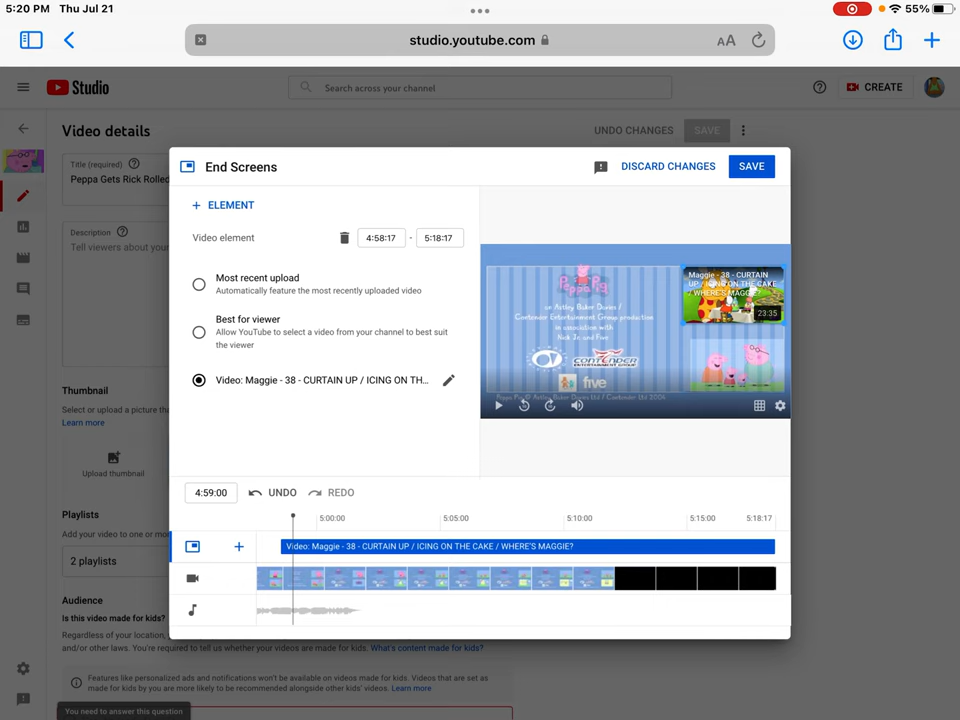 5:20 PM Thu Jul 21
55%
studio.youtube.com
AA
Studio
Search across your channel
CREATE
Video details
UNDO CHANGES
SAVE
Title (required)
Peppa Gets Rick Rolled
Description
Tell viewers about your
Thumbnail
Select or upload a picture tha
Learn more
Upload thumbnail
Playlists
Add your video to one or mor
2 playlists
Audience
Is this video made for kids?
Regardless of your location,
and/or other laws. You're required to tell us whether your videos are made for kids. What's content made for kids?
Features like personalized ads and notifications won't be available on videos made for kids. Videos that are set as
made for kids by you are more likely to be recommended alongside other kids' videos. Learn more
You need to answer this question
End Screens
DISCARD CHANGES
SAVE
+ ELEMENT
Video element
4:58:17 - 5:18:17
Most recent upload
Automatically feature the most recently uploaded video
Best for viewer
Allow YouTube to select a video from your channel to best suit
the viewer
Video: Maggie - 38 - CURTAIN UP / ICING ON TH...
Peppa Pig
an Astley Baker Davies /
Contender Entertainment Group production
in association with
Nick Jr. and Five
CONTENDER
ENTERTAINMENT GROUP
five
Peppa Pig © Astley Baker Davies Ltd / Contender Ltd 2006
Maggie - 38 - CURTAIN
UP / ICING ON THE CAKE
/ WHERE'S MAGGIE?
23:35
4:59:00
UNDO
REDO
5:00:00
5:05:00
5:10:00
5:15:00
5:18:17
Video: Maggie - 38 - CURTAIN UP / ICING ON THE CAKE / WHERE'S MAGGIE?